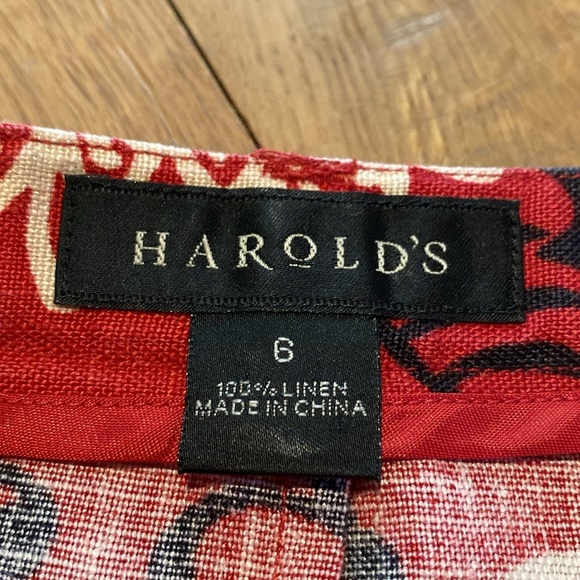 HAROLD'S
6
100% LINEN
MADE IN CHINA